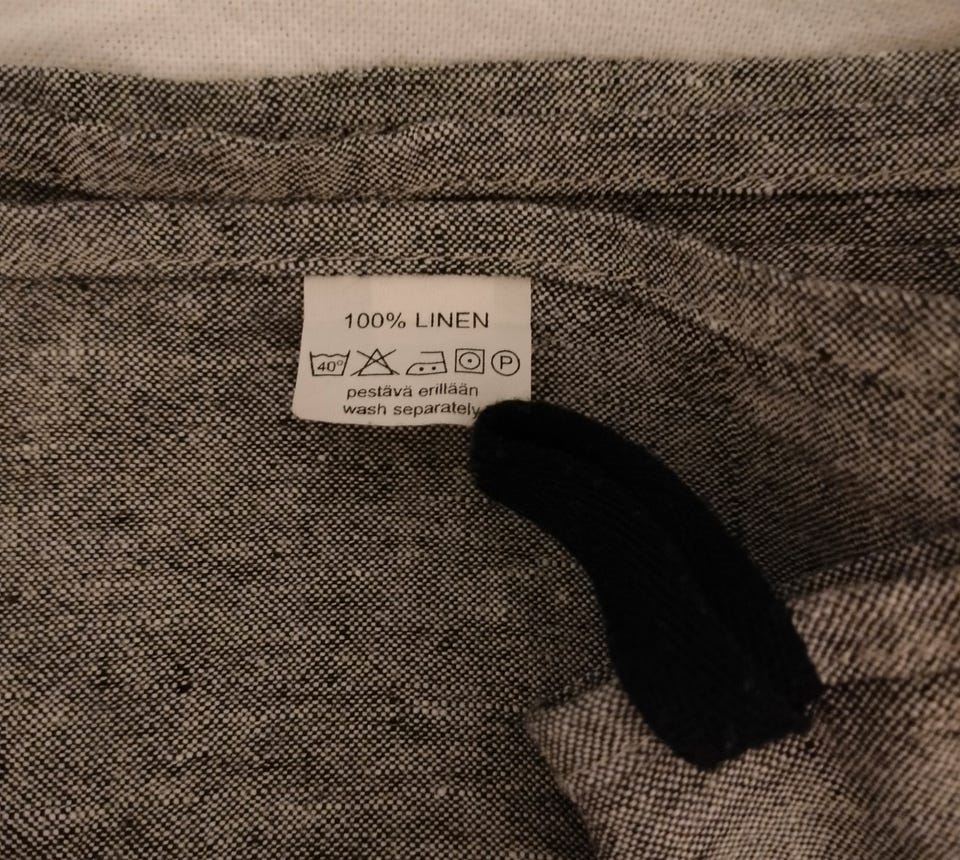 100% LINEN
40° P
pestävä erillään
wash separately